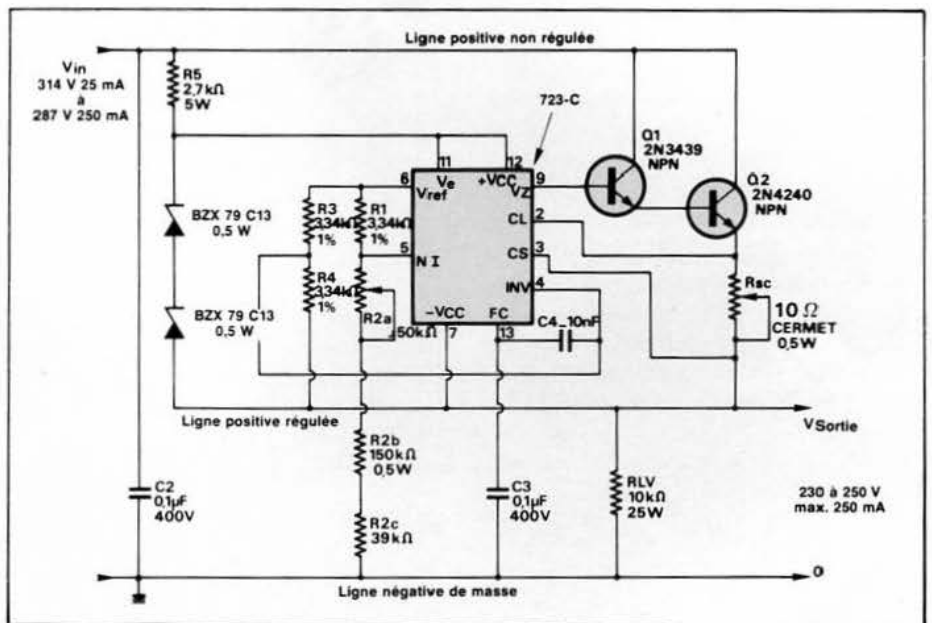 Ligne positive non régulée
Vin
314 V 25 mA
à
287 V 250 mA
R5
2,7kΩ
5W
723-C
Q1
2N3439
NPN
Q2
2N4240
NPN
11
12
Ve
+VCC
6
Vref
VZ
9
CL
2
CS
3
INV
4
5
N I
-VCC
7
FC
13
BZX 79 C13
0,5 W
BZX 79 C13
0,5 W
R3
3,34kΩ
1%
R1
3,34kΩ
1%
R4
3,34kΩ
1%
R2a
50kΩ
C4_10nF
Rsc
10 Ω
CERMET
0,5W
Ligne positive régulée
VSortie
R2b
150kΩ
0,5W
R2c
39kΩ
C2
0,1µF
400V
C3
0,1µF
400V
RLV
10kΩ
25W
230 à 250 V
max. 250 mA
0
Ligne négative de masse